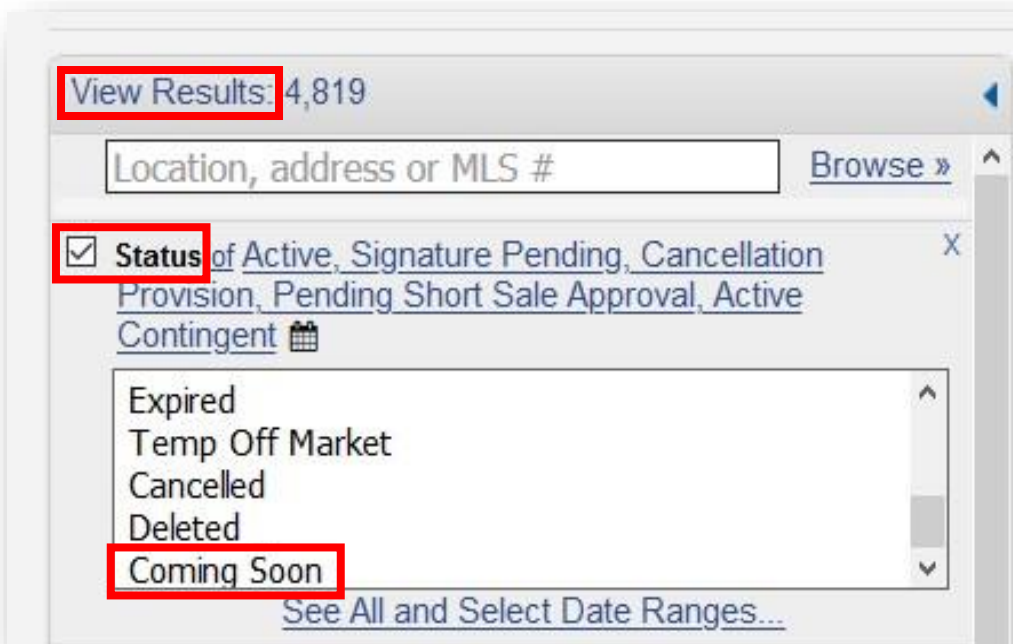 View Results: 4,819
Location, address or MLS # Browse »
Status of Active, Signature Pending, Cancellation X
Provision, Pending Short Sale Approval, Active
Contingent
Expired
Temp Off Market
Cancelled
Deleted
Coming Soon
See All and Select Date Ranges...